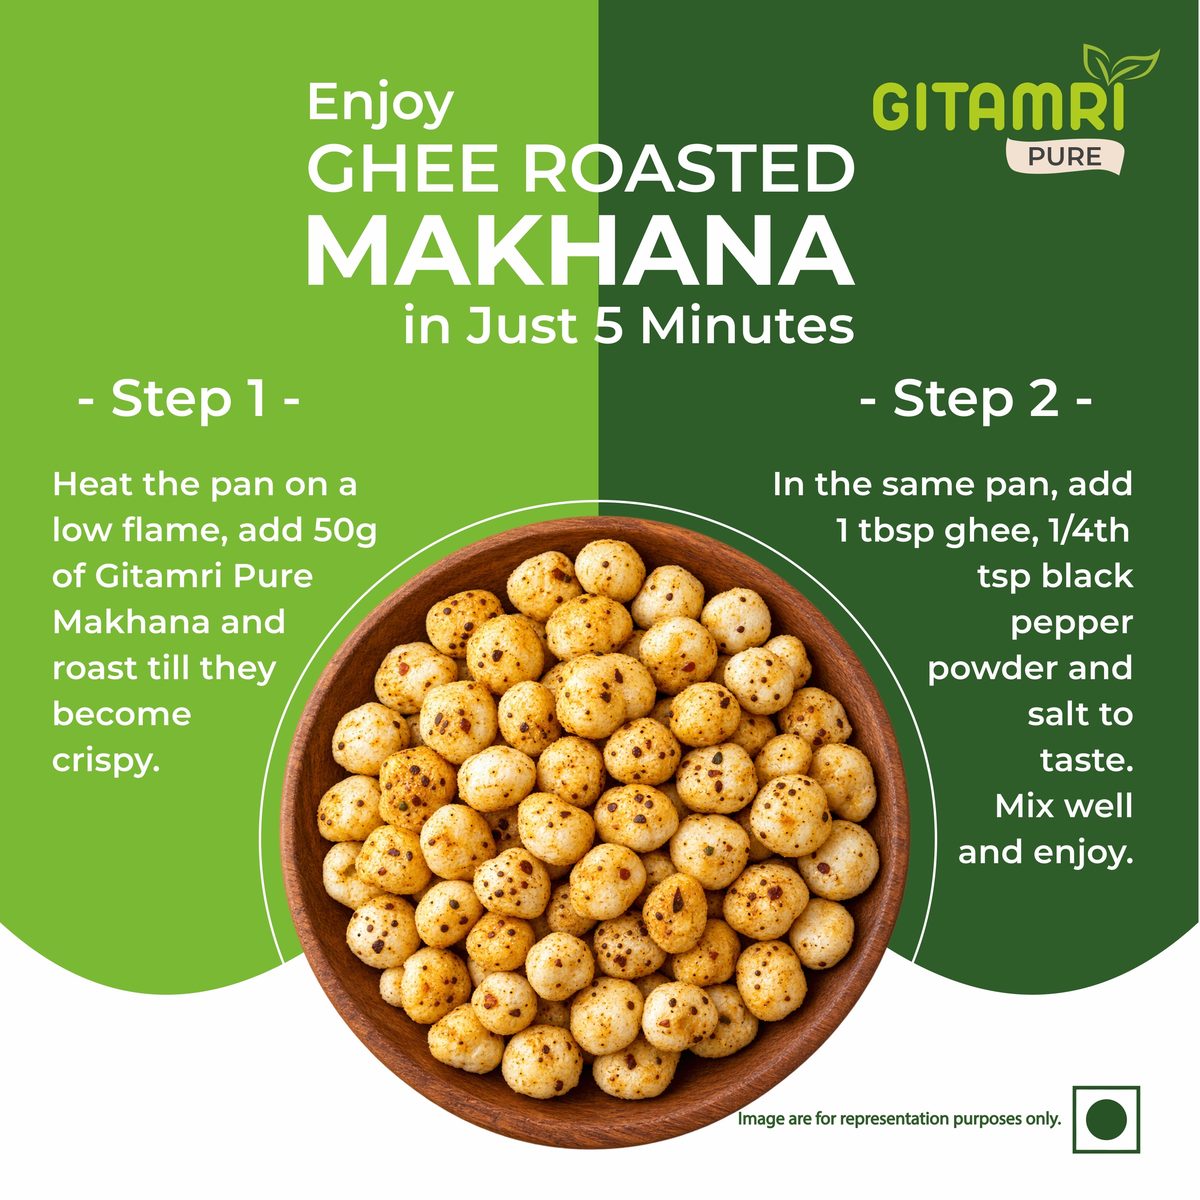 Enjoy
GHEE ROASTED
MAKHANA
in Just 5 Minutes
GITAMRI
PURE
- Step 1 -
Heat the pan on a
low flame, add 50g
of Gitamri Pure
Makhana and
roast till they
become
crispy.
- Step 2 -
In the same pan, add
1 tbsp ghee, 1/4th
tsp black
pepper
powder and
salt to
taste.
Mix well
and enjoy.
Image are for representation purposes only.